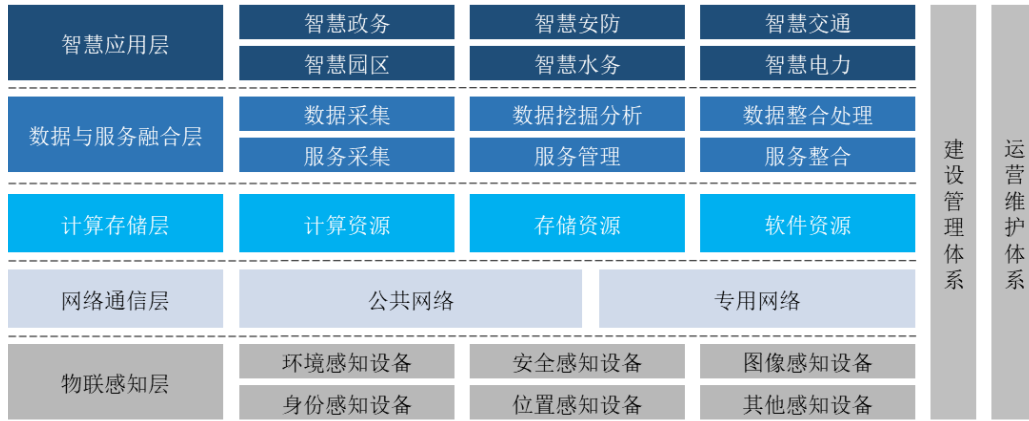 智慧应用层
智慧政务
智慧安防
智慧交通
智慧园区
智慧水务
智慧电力
数据与服务融合层
数据采集
数据挖掘分析
数据整合处理
服务采集
服务管理
服务整合
计算存储层
计算资源
存储资源
软件资源
网络通信层
公共网络
专用网络
物联感知层
环境感知设备
安全感知设备
图像感知设备
身份感知设备
位置感知设备
其他感知设备
建设管理体系
运营维护体系